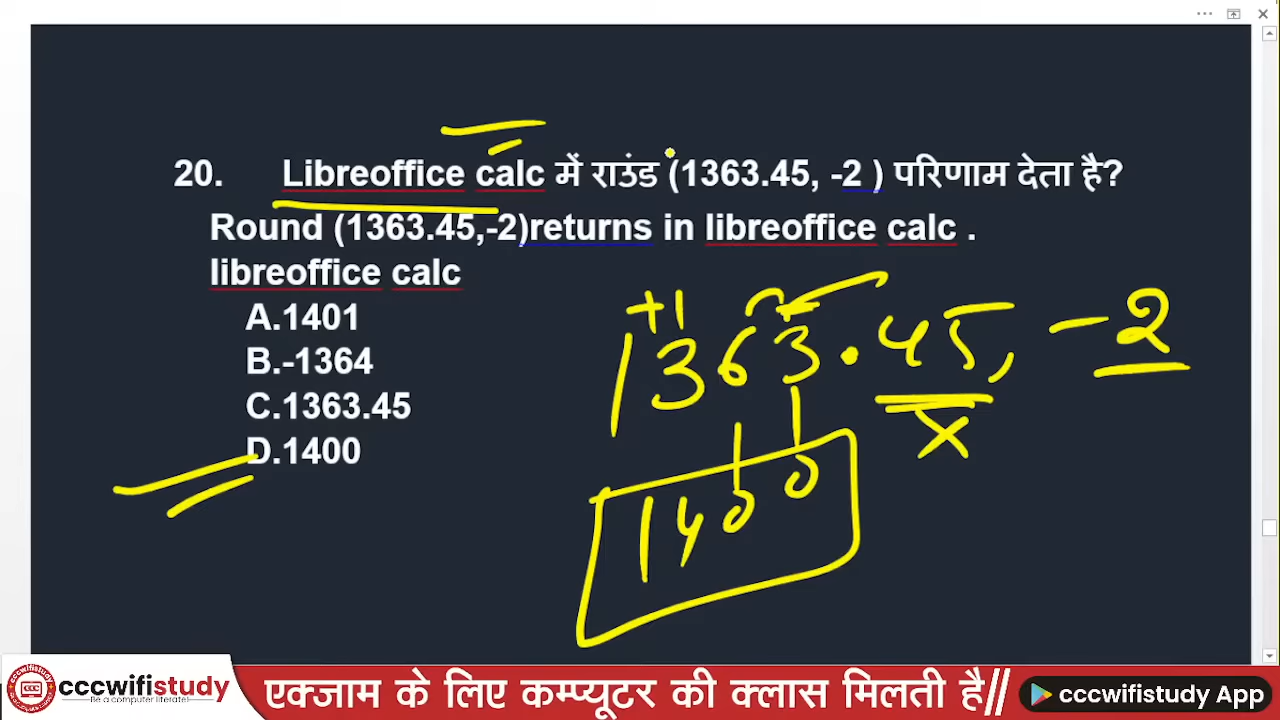 20. Libreoffice calc में राउंड (1363.45, -2 ) परिणाम देता है?
Round (1363.45,-2)returns in libreoffice calc .
libreoffice calc
A.1401
B.-1364
C.1363.45
D.1400
+1
1363.45, -2
x
1400
cccwifistudy
Be a computer literate!
एक्जाम के लिए कम्प्यूटर की क्लास मिलती है//
cccwifistudy App